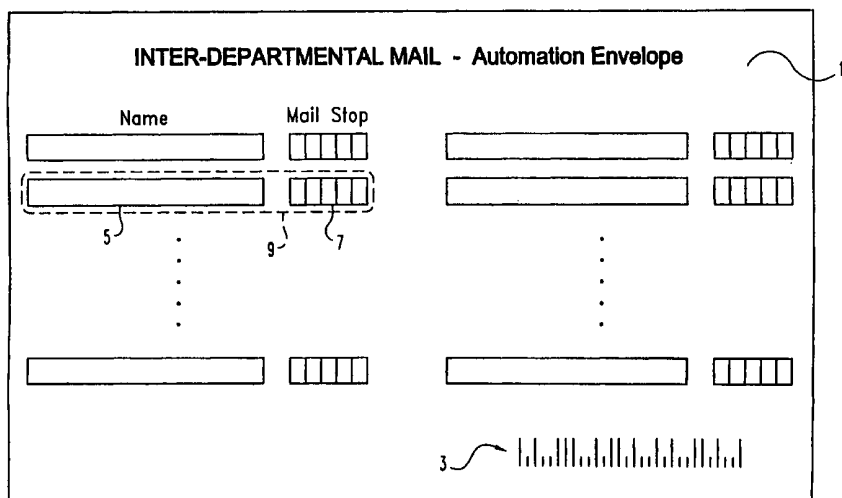 INTER-DEPARTMENTAL MAIL - Automation Envelope
1
Name Mail Stop
5 9 7
3